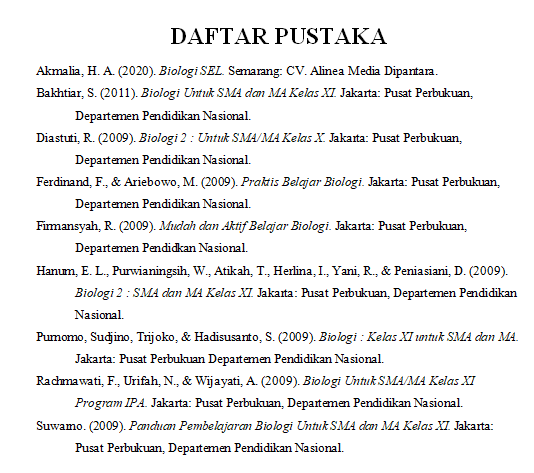 DAFTAR PUSTAKA
Akmalia, H. A. (2020). Biologi SEL. Semarang: CV. Alinea Media Dipantara.
Bakhtiar, S. (2011). Biologi Untuk SMA dan MA Kelas XI. Jakarta: Pusat Perbukuan,
Departemen Pendidikan Nasional.
Diastuti, R. (2009). Biologi 2 : Untuk SMA/MA Kelas X. Jakarta: Pusat Perbukuan,
Departemen Pendidikan Nasional.
Ferdinand, F., & Ariebowo, M. (2009). Praktis Belajar Biologi. Jakarta: Pusat Perbukuan,
Departemen Pendidikan Nasional.
Firmansyah, R. (2009). Mudah dan Aktif Belajar Biologi. Jakarta: Pusat Perbukuan,
Departemen Pendidkan Nasional.
Hanum, E. L., Purwianingsih, W., Atikah, T., Herlina, I., Yani, R., & Peniasiani, D. (2009).
Biologi 2 : SMA dan MA Kelas XI. Jakarta: Pusat Perbukuan, Departemen Pendidikan
Nasional.
Purnomo, Sudjino, Trijoko, & Hadisusanto, S. (2009). Biologi : Kelas XI untuk SMA dan MA.
Jakarta: Pusat Perbukuan Departemen Pendidikan Nasional.
Rachmawati, F., Urifah, N., & Wijayati, A. (2009). Biologi Untuk SMA/MA Kelas XI
Program IPA. Jakarta: Pusat Perbukuan, Departemen Pendidikan Nasional.
Suwarno. (2009). Panduan Pembelajaran Biologi Untuk SMA dan MA Kelas XI. Jakarta:
Pusat Perbukuan, Departemen Pendidikan Nasional.